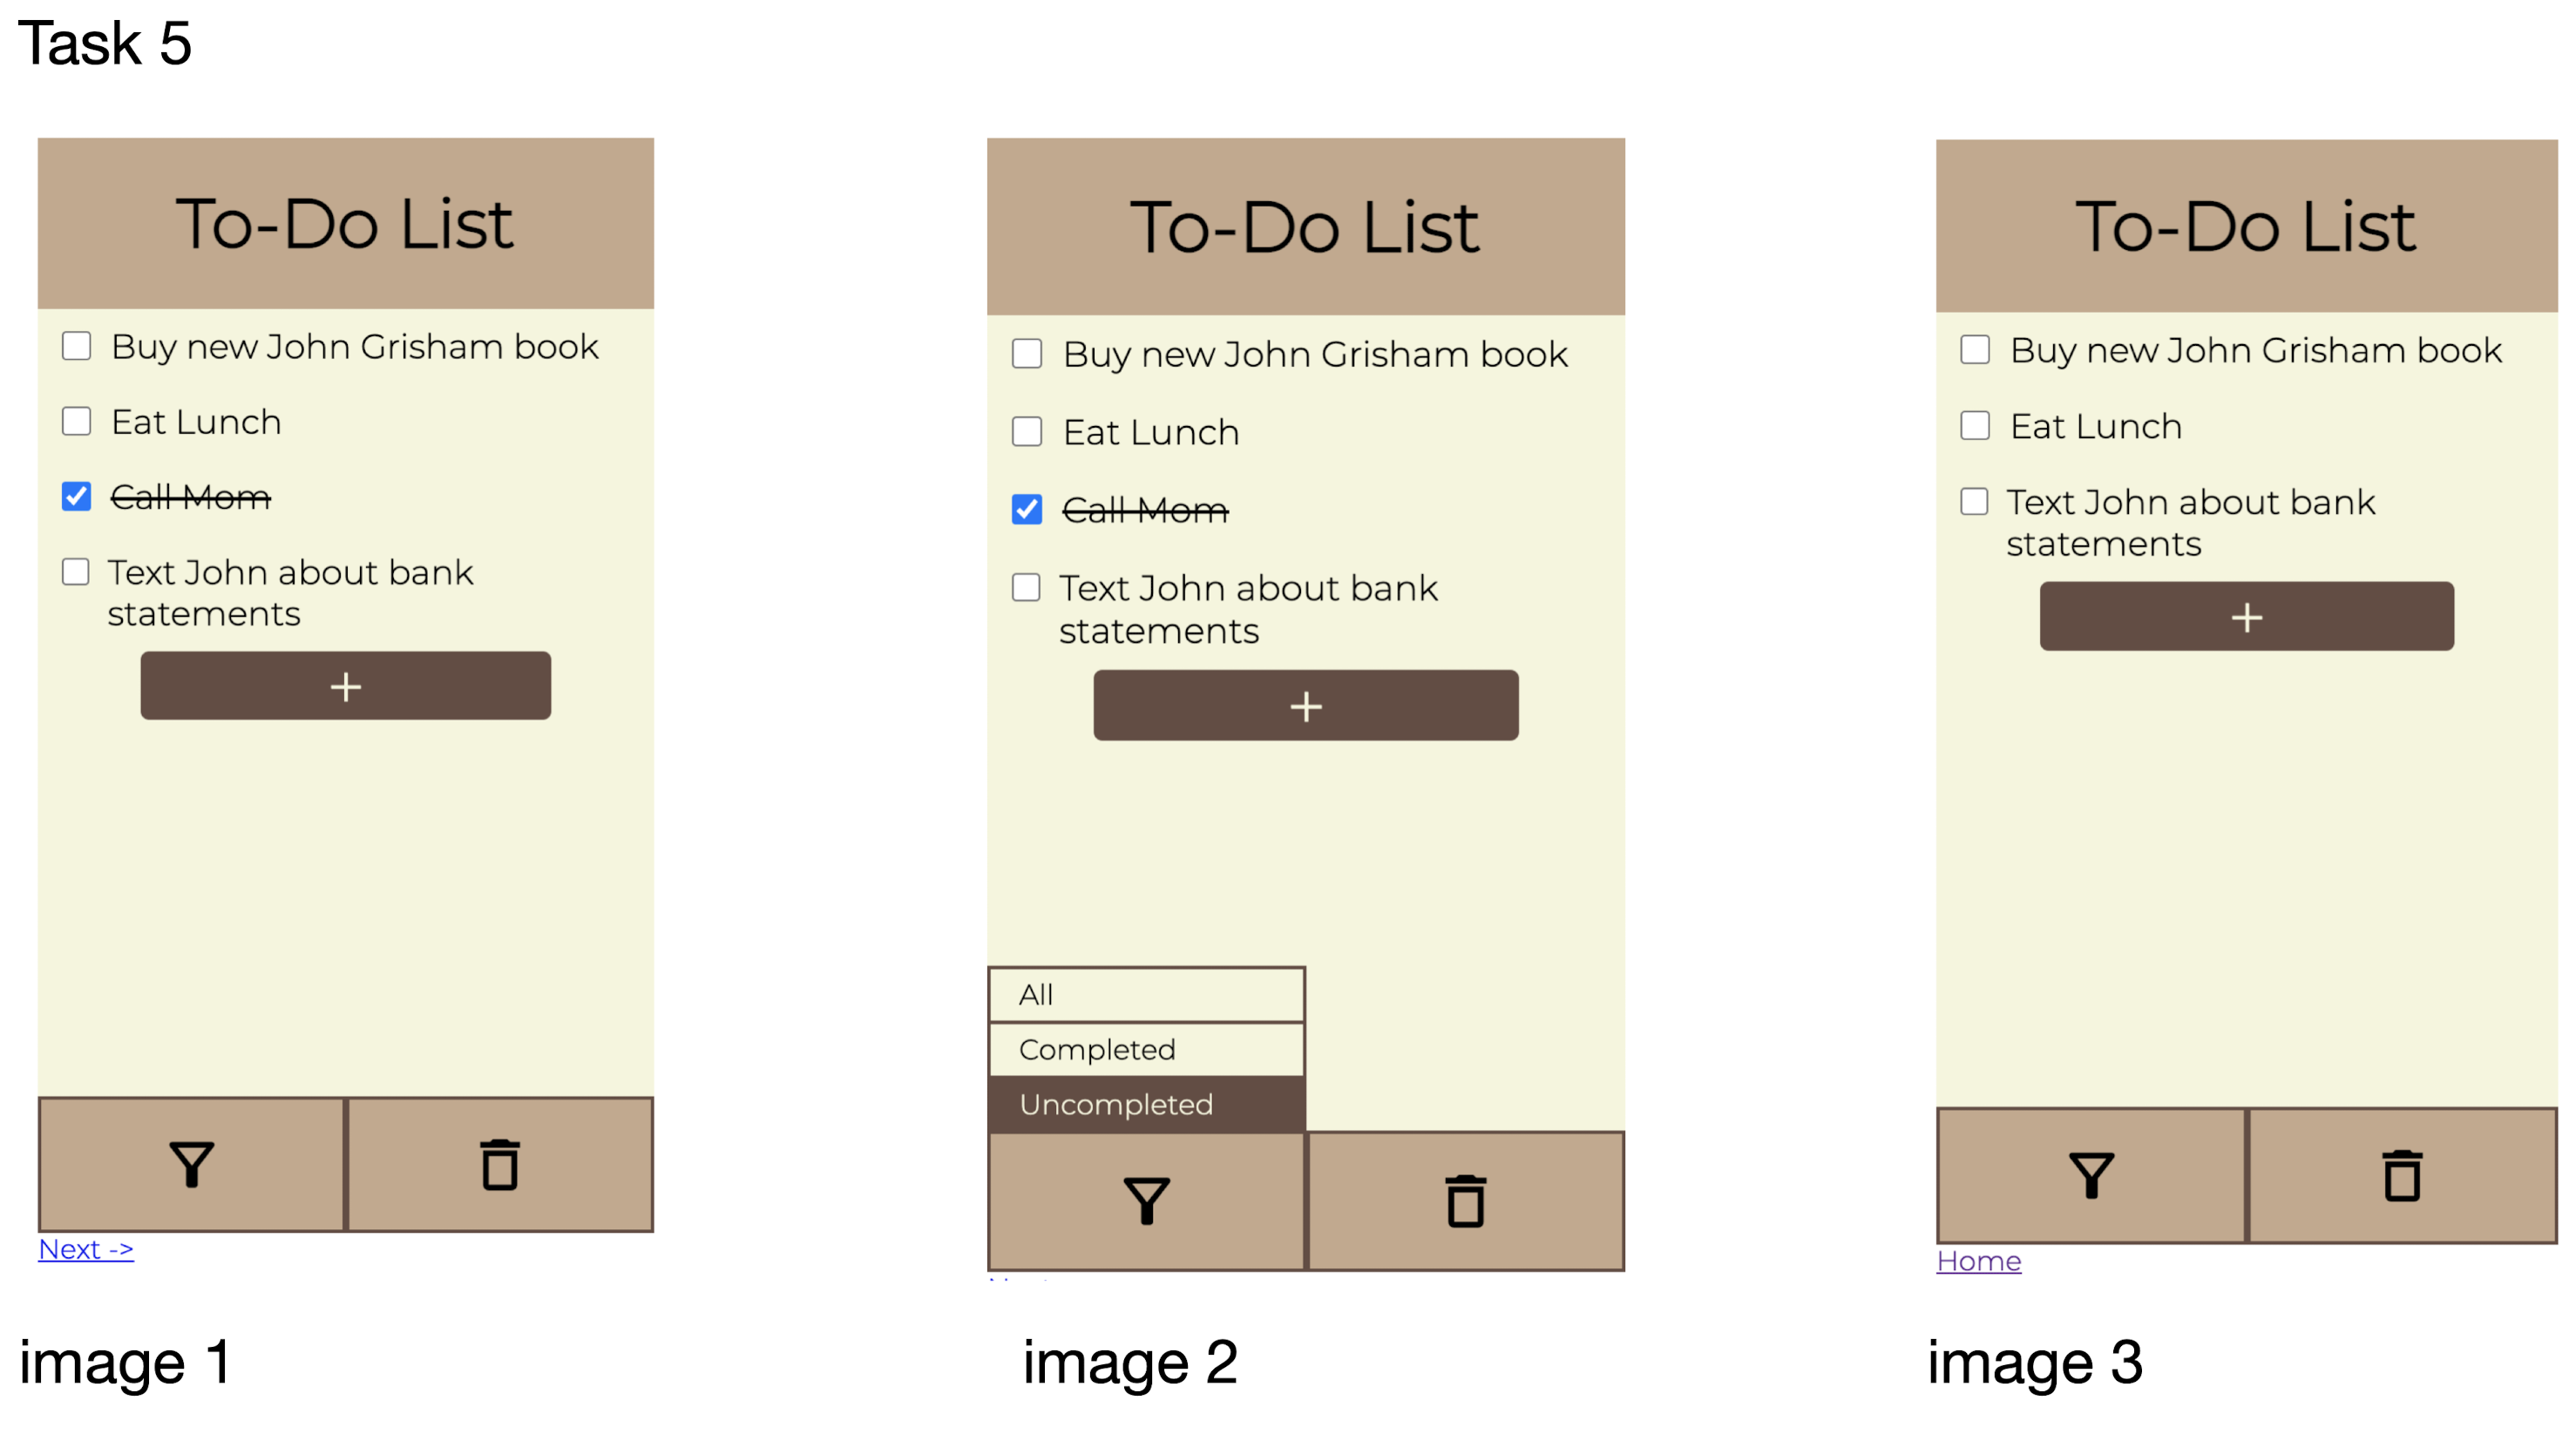 Task 5
To-Do List
Buy new John Grisham book
Eat Lunch
Call Mom
Text John about bank
statements
+
Next ->
image 1
To-Do List
Buy new John Grisham book
Eat Lunch
Call Mom
Text John about bank
statements
+
All
Completed
Uncompleted
image 2
To-Do List
Buy new John Grisham book
Eat Lunch
Text John about bank
statements
+
Home
image 3